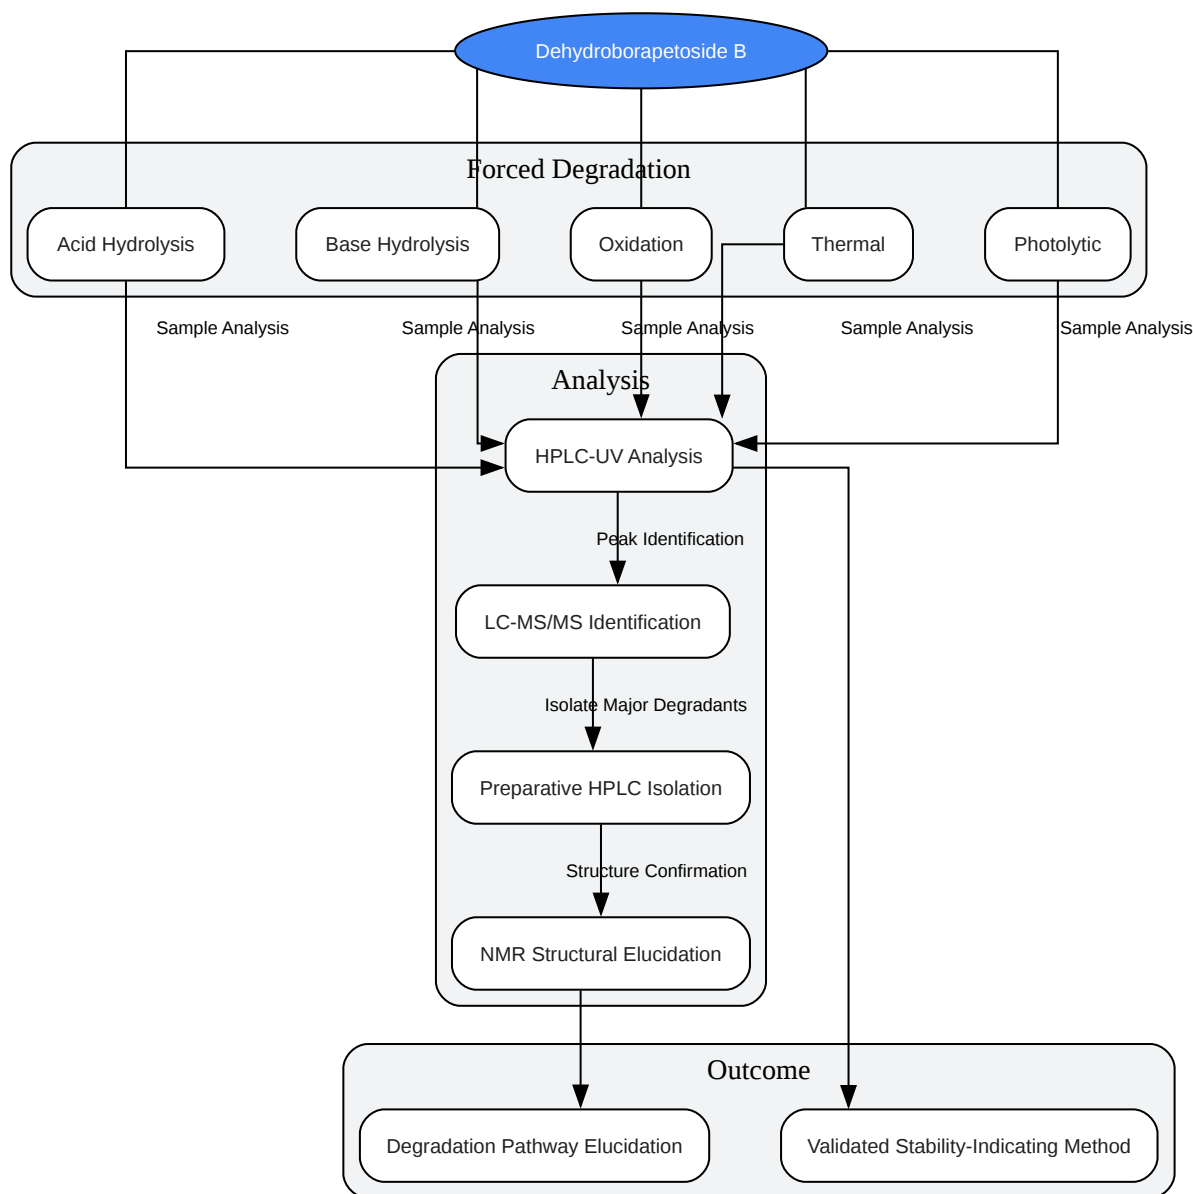 Dehydroborapetoside B
Forced Degradation
Acid Hydrolysis
Base Hydrolysis
Oxidation
Thermal
Photolytic
Sample Analysis
Sample Analysis
Sample Analysis
Sample Analysis
Sample Analysis
Analysis
HPLC-UV Analysis
Peak Identification
LC-MS/MS Identification
Isolate Major Degradants
Preparative HPLC Isolation
Structure Confirmation
NMR Structural Elucidation
Outcome
Degradation Pathway Elucidation
Validated Stability-Indicating Method